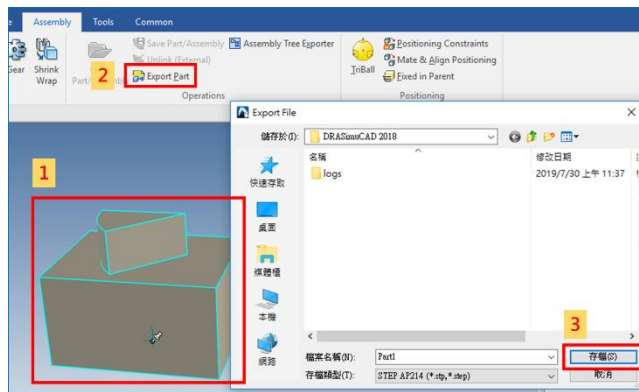 Assembly Tools Common
Gear
Shrink
Wrap
Save Part/Assembly
Assembly Tree Exporter
Unlink (External)
Export Part
Operations
TriBall
Positioning Constraints
Mate & Align Positioning
Fixed in Parent
Positioning
2
Export File
儲存於(I):
DRASimuCAD 2018
名稱
修改日期
logs
2019/7/30 上午 11:37
快速存取
桌面
媒體櫃
本機
網路
1
3
檔案名稱(N):
Part1
存檔(S)
存檔類型(T):
STEP AP214 (*.stp,*.step)
取消